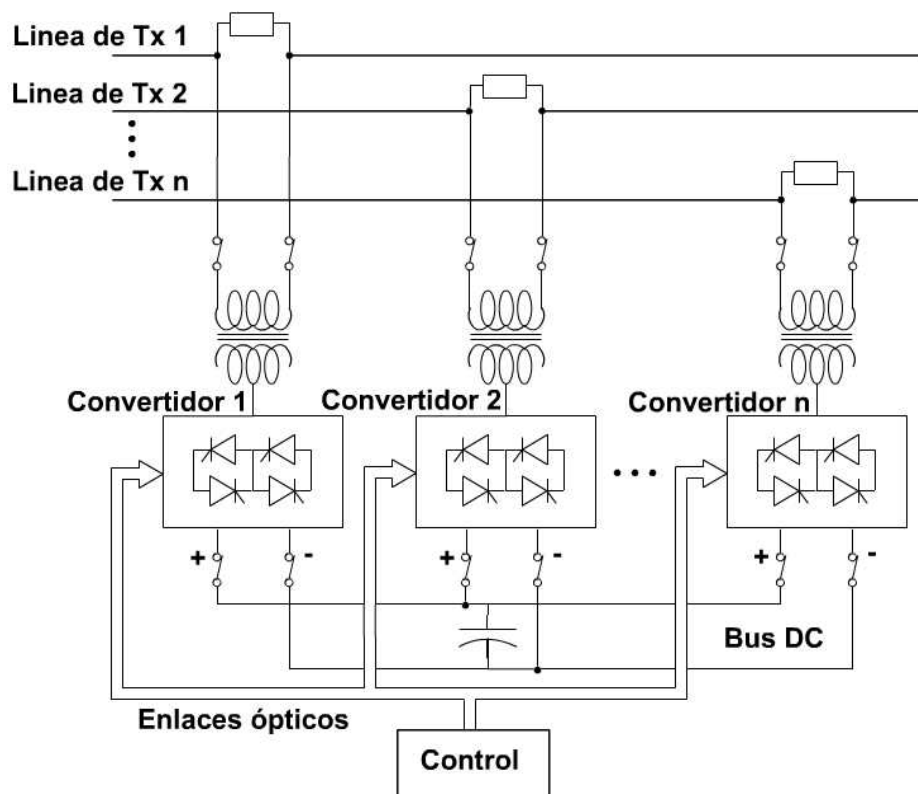 Linea de Tx 1
Linea de Tx 2
Linea de Tx n
Convertidor 1
Convertidor 2
Convertidor n
+
-
+
-
+
-
Bus DC
Enlaces ópticos
Control